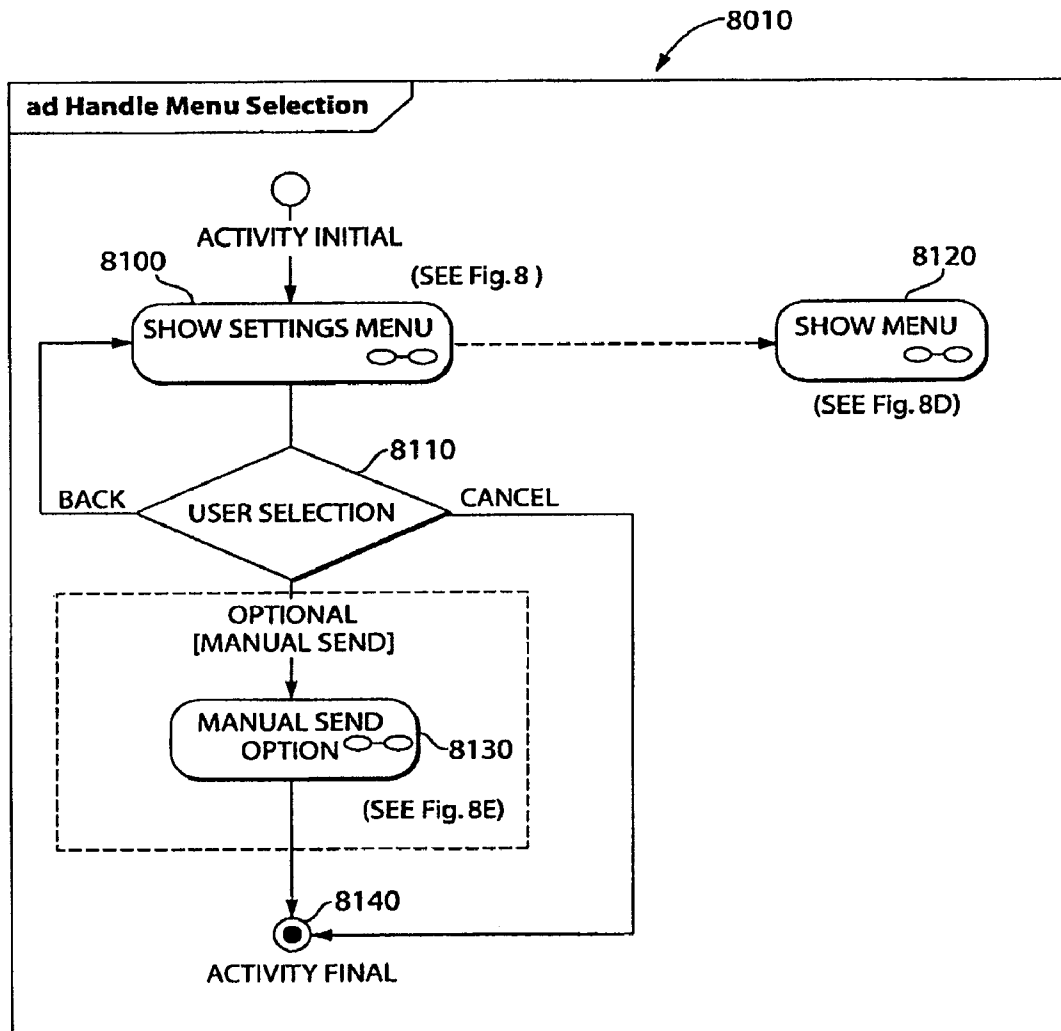 8010
ad Handle Menu Selection
ACTIVITY INITIAL
8100
(SEE Fig. 8 )
8120
SHOW SETTINGS MENU
SHOW MENU
(SEE Fig. 8D)
8110
BACK
USER SELECTION
CANCEL
OPTIONAL
[MANUAL SEND]
MANUAL SEND
OPTION
8130
(SEE Fig. 8E)
8140
ACTIVITY FINAL